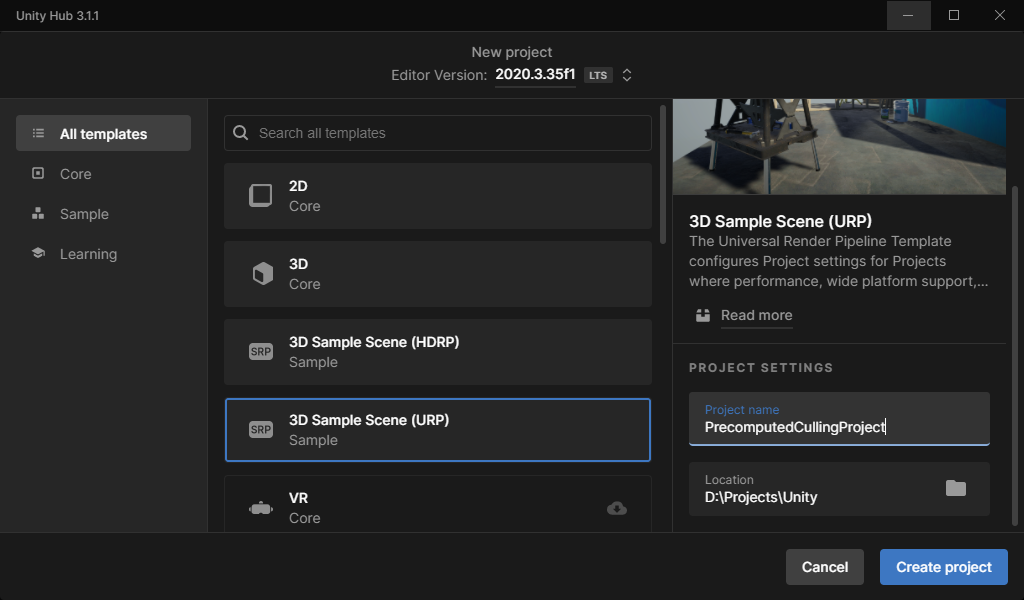 Unity Hub 3.1.1
New project
Editor Version: 2020.3.35f1 LTS
All templates
Core
Sample
Learning
Search all templates
2D
Core
3D
Core
SRP
3D Sample Scene (HDRP)
Sample
SRP
3D Sample Scene (URP)
Sample
VR
Core
3D Sample Scene (URP)
The Universal Render Pipeline Template
configures Project settings for Projects
where performance, wide platform support,...
Read more
PROJECT SETTINGS
Project name
PrecomputedCullingProject
Location
D:\Projects\Unity
Cancel
Create project